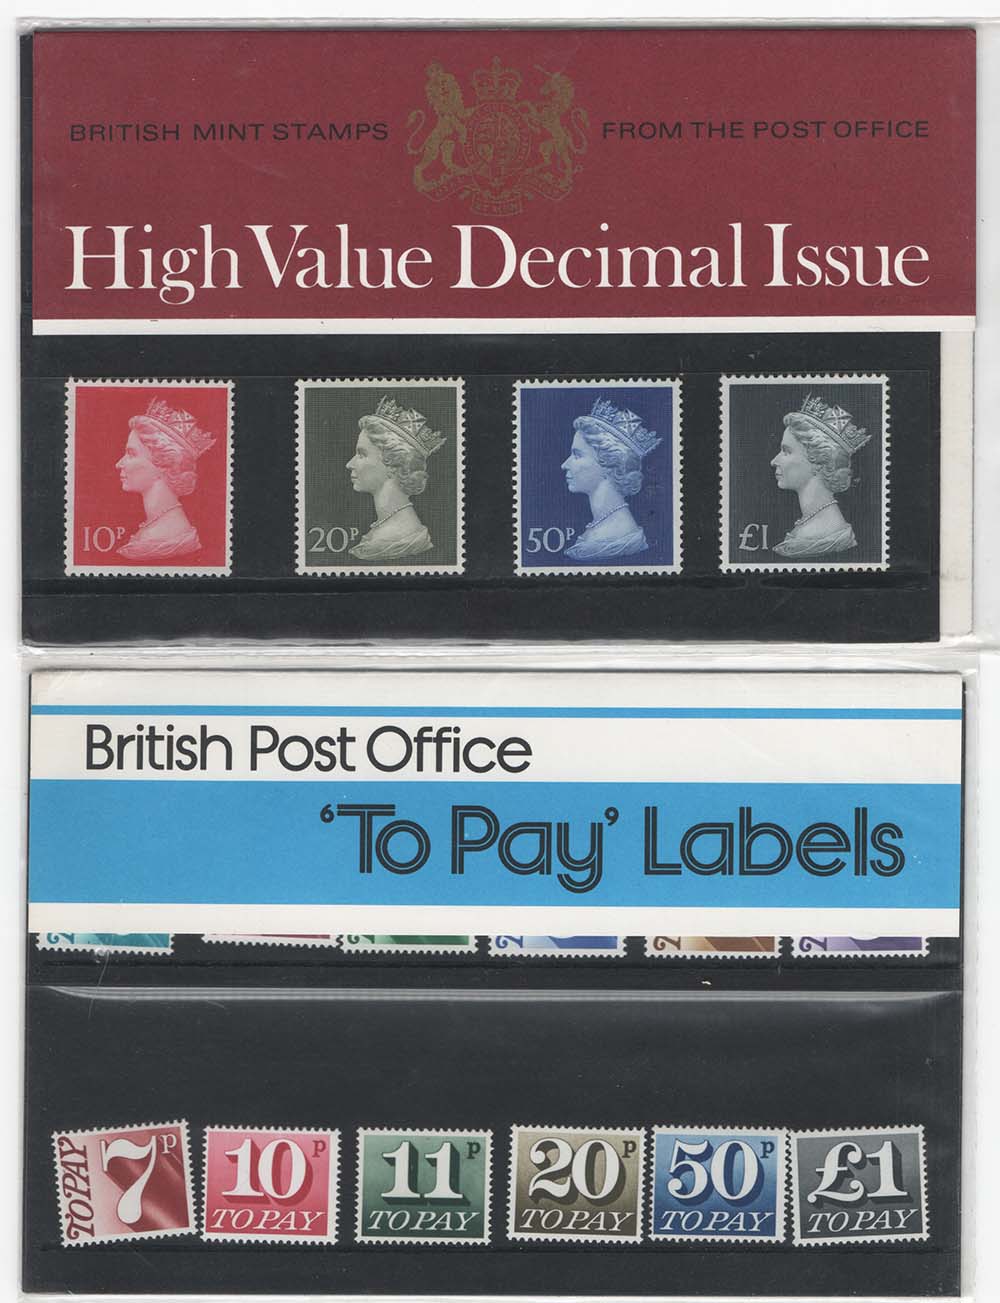 BRITISH MINT STAMPS FROM THE POST OFFICE
High Value Decimal Issue
10P 20P 50P £1
British Post Office
'To Pay' Labels
7p 10p 11p 20p 50p £1
TO PAY TO PAY TO PAY TO PAY TO PAY TO PAY